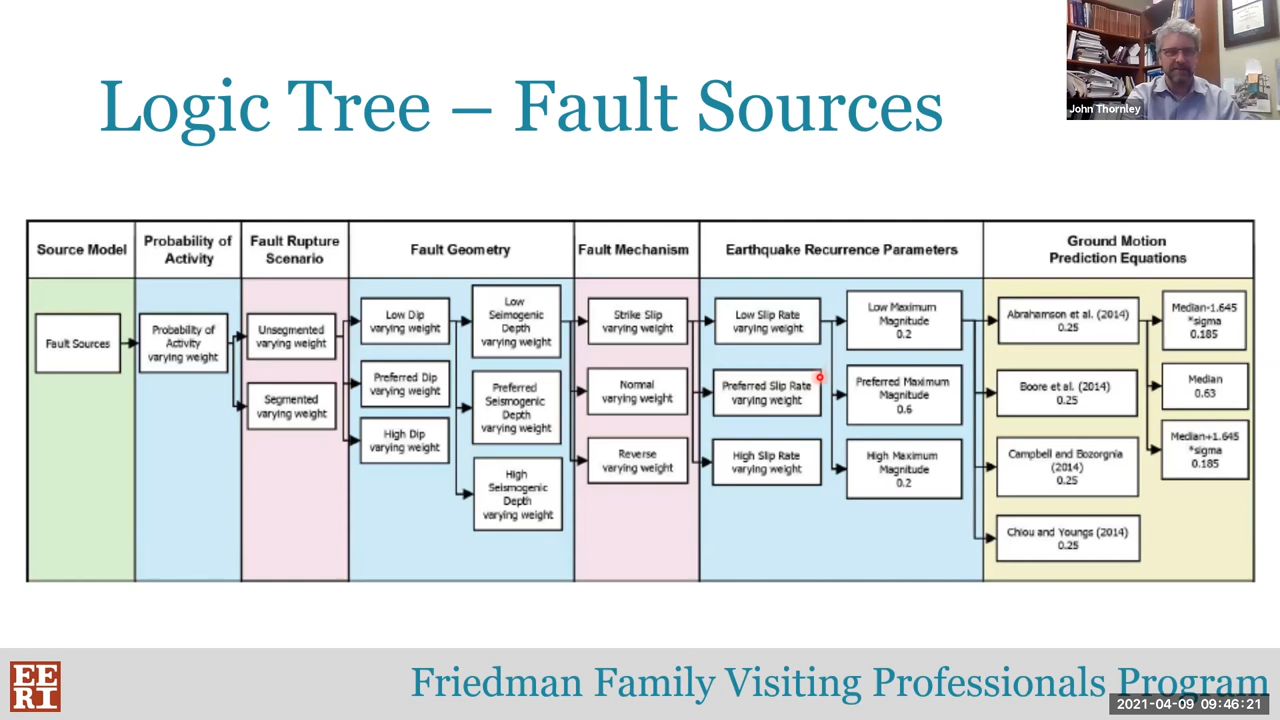 John Thornley
Logic Tree – Fault Sources
Source Model
Probability of
Activity
Fault Rupture
Scenario
Fault Geometry
Fault Mechanism
Earthquake Recurrence Parameters
Ground Motion
Prediction Equations
Fault Sources
Probability of
Activity
varying weight
Unsegmented
varying weight
Segmented
varying weight
Low Dip
varying weight
Preferred Dip
varying weight
High Dip
varying weight
Low
Seimogenic
Depth
varying weight
Preferred
Seismogenic
Depth
varying weight
High
Seismogenic
Depth
varying weight
Strike Slip
varying weight
Normal
varying weight
Reverse
varying weight
Low Slip Rate
varying weight
Preferred Slip Rate
varying weight
High Slip Rate
varying weight
Low Maximum
Magnitude
0.2
Preferred Maximum
Magnitude
0.6
High Maximum
Magnitude
0.2
Abrahamson et al. (2014)
0.25
Boore et al. (2014)
0.25
Campbell and Bozorgnia
(2014)
0.25
Chiou and Youngs (2014)
0.25
Median-1.645
*sigma
0.185
Median
0.63
Median+1.645
*sigma
0.185
EE
RI
Friedman Family Visiting Professionals Program
2021-04-09 09:46:21